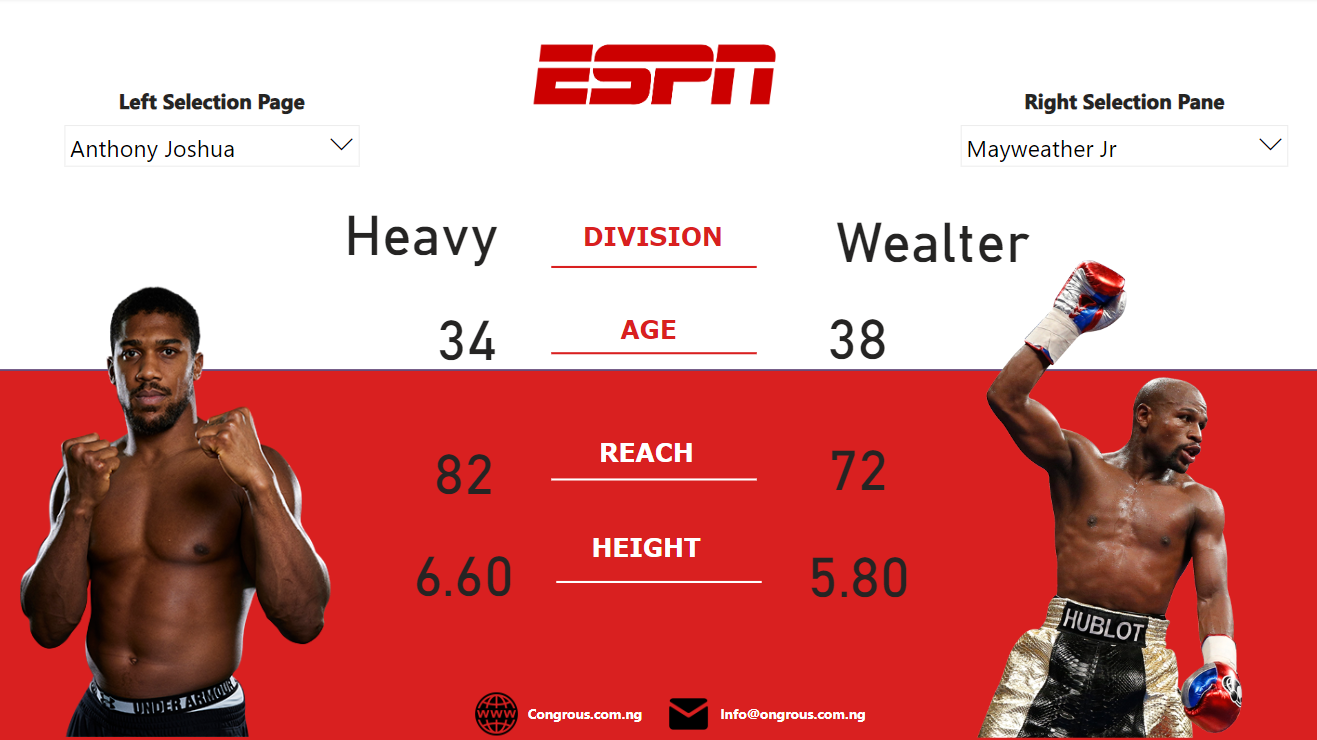 ESPN
Left Selection Page
Right Selection Pane
Anthony Joshua
Mayweather Jr
Heavy
DIVISION
Wealter
34
AGE
38
82
REACH
72
6.60
HEIGHT
5.80
HUBLOT
UNDER ARMOUR
WWW
Congrous.com.ng
Info@ongrous.com.ng